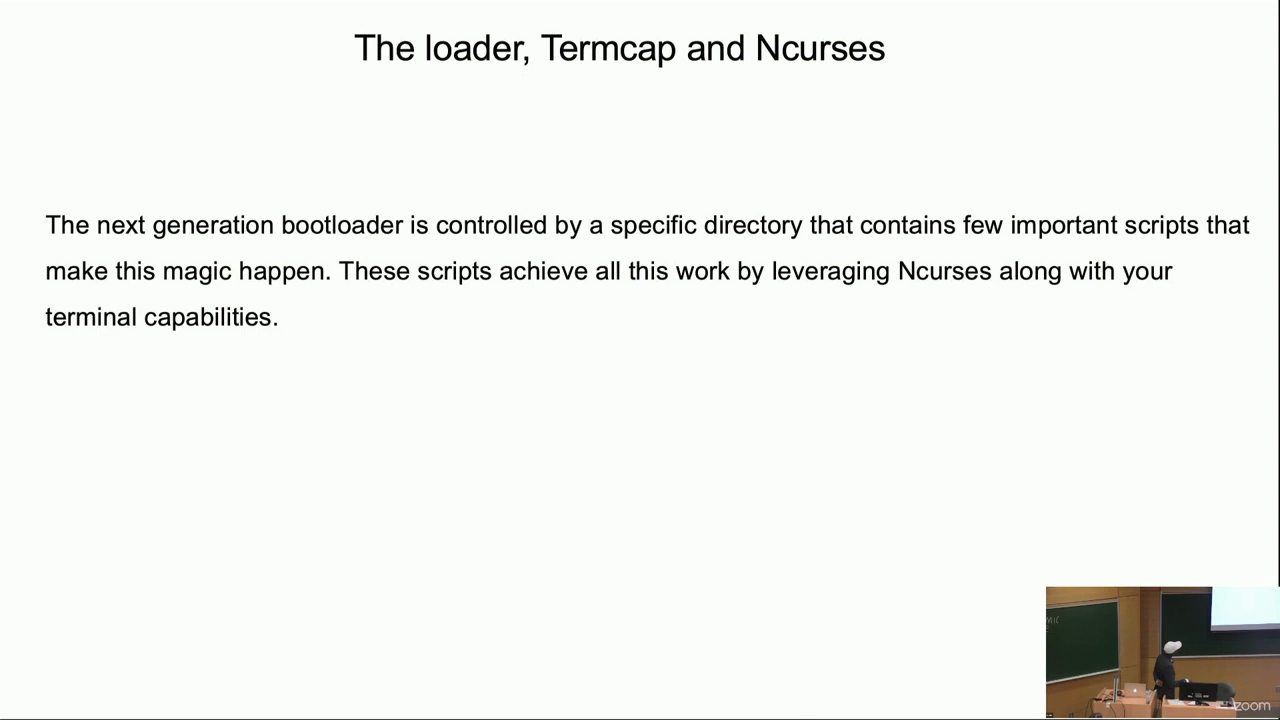 The loader, Termcap and Ncurses
The next generation bootloader is controlled by a specific directory that contains few important scripts that
make this magic happen. These scripts achieve all this work by leveraging Ncurses along with your
terminal capabilities.
zoom